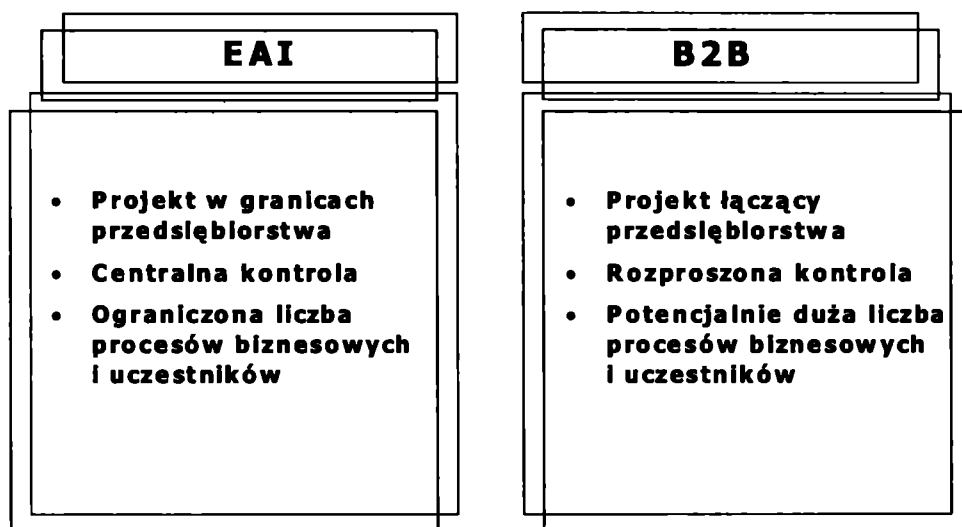 EAI
• Projekt w granicach
przedsiębiorstwa
• Centralna kontrola
• Ograniczona liczba
procesów biznesowych
i uczestników
B2B
• Projekt łączący
przedsiębiorstwa
• Rozproszona kontrola
• Potencjalnie duża liczba
procesów biznesowych
i uczestników